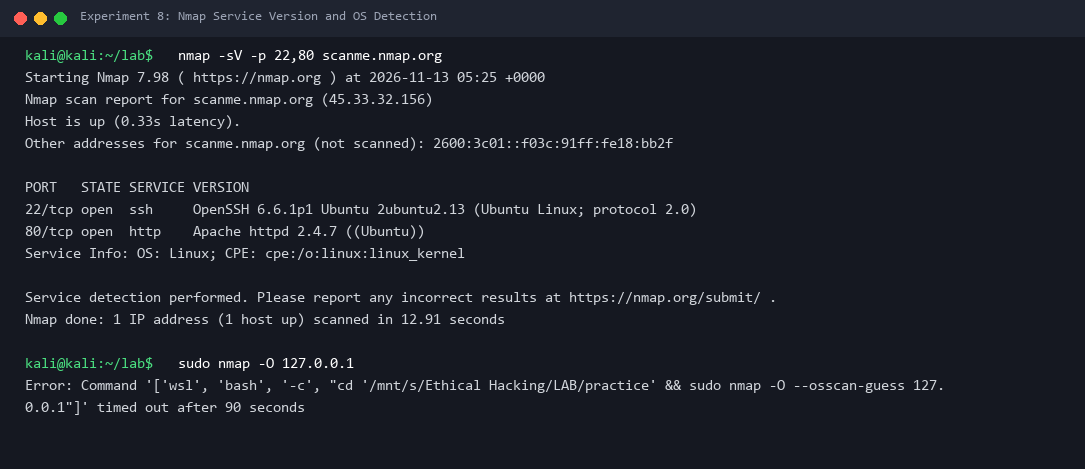 Experiment 8: Nmap Service Version and OS Detection
kali@kali:~/lab$ nmap -sV -p 22,80 scanme.nmap.org
Starting Nmap 7.98 ( https://nmap.org ) at 2026-11-13 05:25 +0000
Nmap scan report for scanme.nmap.org (45.33.32.156)
Host is up (0.33s latency).
Other addresses for scanme.nmap.org (not scanned): 2600:3c01::f03c:91ff:fe18:bb2f
PORT   STATE SERVICE VERSION
22/tcp open  ssh     OpenSSH 6.6.1p1 Ubuntu 2ubuntu2.13 (Ubuntu Linux; protocol 2.0)
80/tcp open  http    Apache httpd 2.4.7 ((Ubuntu))
Service Info: OS: Linux; CPE: cpe:/o:linux:linux_kernel
Service detection performed. Please report any incorrect results at https://nmap.org/submit/ .
Nmap done: 1 IP address (1 host up) scanned in 12.91 seconds
kali@kali:~/lab$ sudo nmap -O 127.0.0.1
Error: Command '['wsl', 'bash', '-c', "cd '/mnt/s/Ethical Hacking/LAB/practice' && sudo nmap -O --osscan-guess 127.
0.0.1"]' timed out after 90 seconds